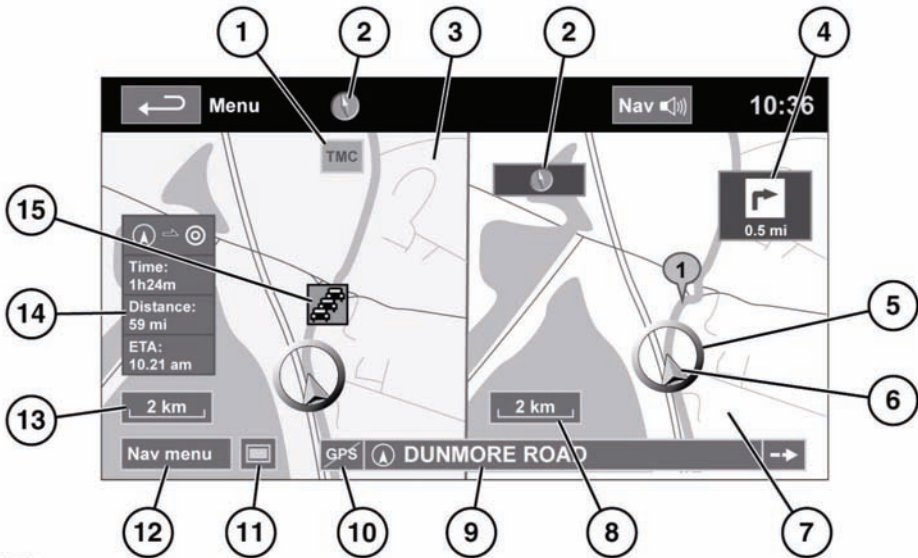 1 2 3 2 4
Menu Nav 10:36
TMC
0.5 mi
15
1
Time:
1h24m
14
Distance:
59 mi
5
ETA:
10.21 am
6
13
2 km 2 km
Nav menu GPS DUNMORE ROAD
12 11 10 9 8 7